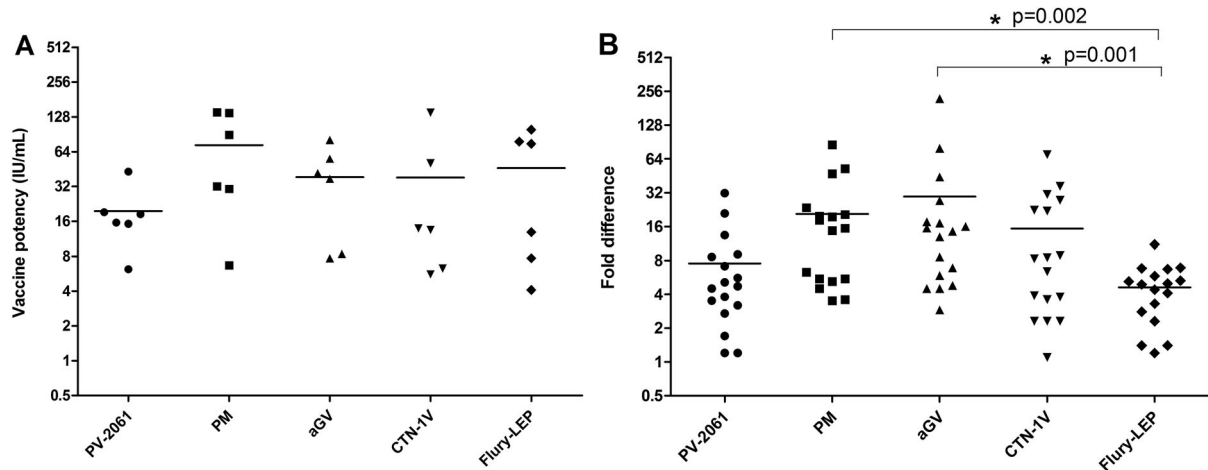 A
Vaccine potency (IU/mL)
512
256
128
64
32
16
8
4
2
1
0.5
PV-2061
PM
aGV
CTN-1V
Flury-LEP
B
* p=0.002
* p=0.001
Fold difference
512
256
128
64
32
16
8
4
2
1
0.5
PV-2061
PM
aGV
CTN-1V
Flury-LEP